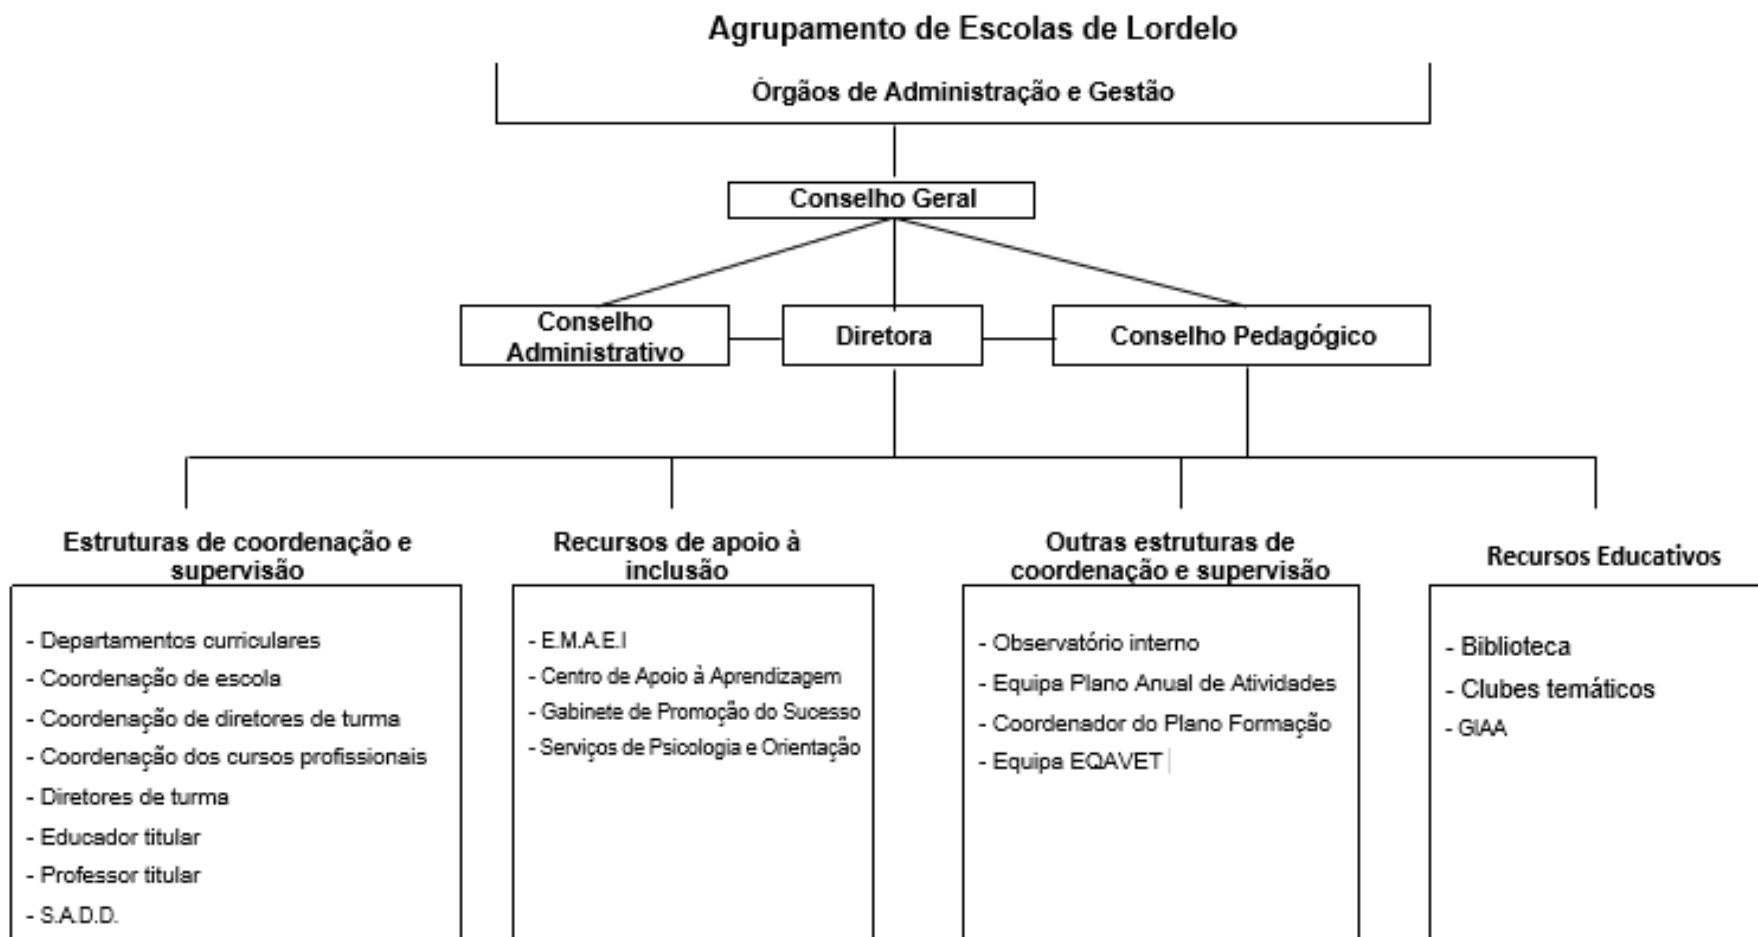 Agrupamento de Escolas de Lordelo
Órgãos de Administração e Gestão
Conselho Geral
Conselho
Administrativo
Diretora
Conselho Pedagógico
Estruturas de coordenação e
supervisão
- Departamentos curriculares
- Coordenação de escola
- Coordenação de diretores de turma
- Coordenação dos cursos profissionais
- Diretores de turma
- Educador titular
- Professor titular
- S.A.D.D.
Recursos de apoio à
inclusão
- E.M.A.E.I
- Centro de Apoio à Aprendizagem
- Gabinete de Promoção do Sucesso
- Serviços de Psicologia e Orientação
Outras estruturas de
coordenação e supervisão
- Observatório interno
- Equipa Plano Anual de Atividades
- Coordenador do Plano Formação
- Equipa EQAVET
Recursos Educativos
- Biblioteca
- Clubes temáticos
- GIAA